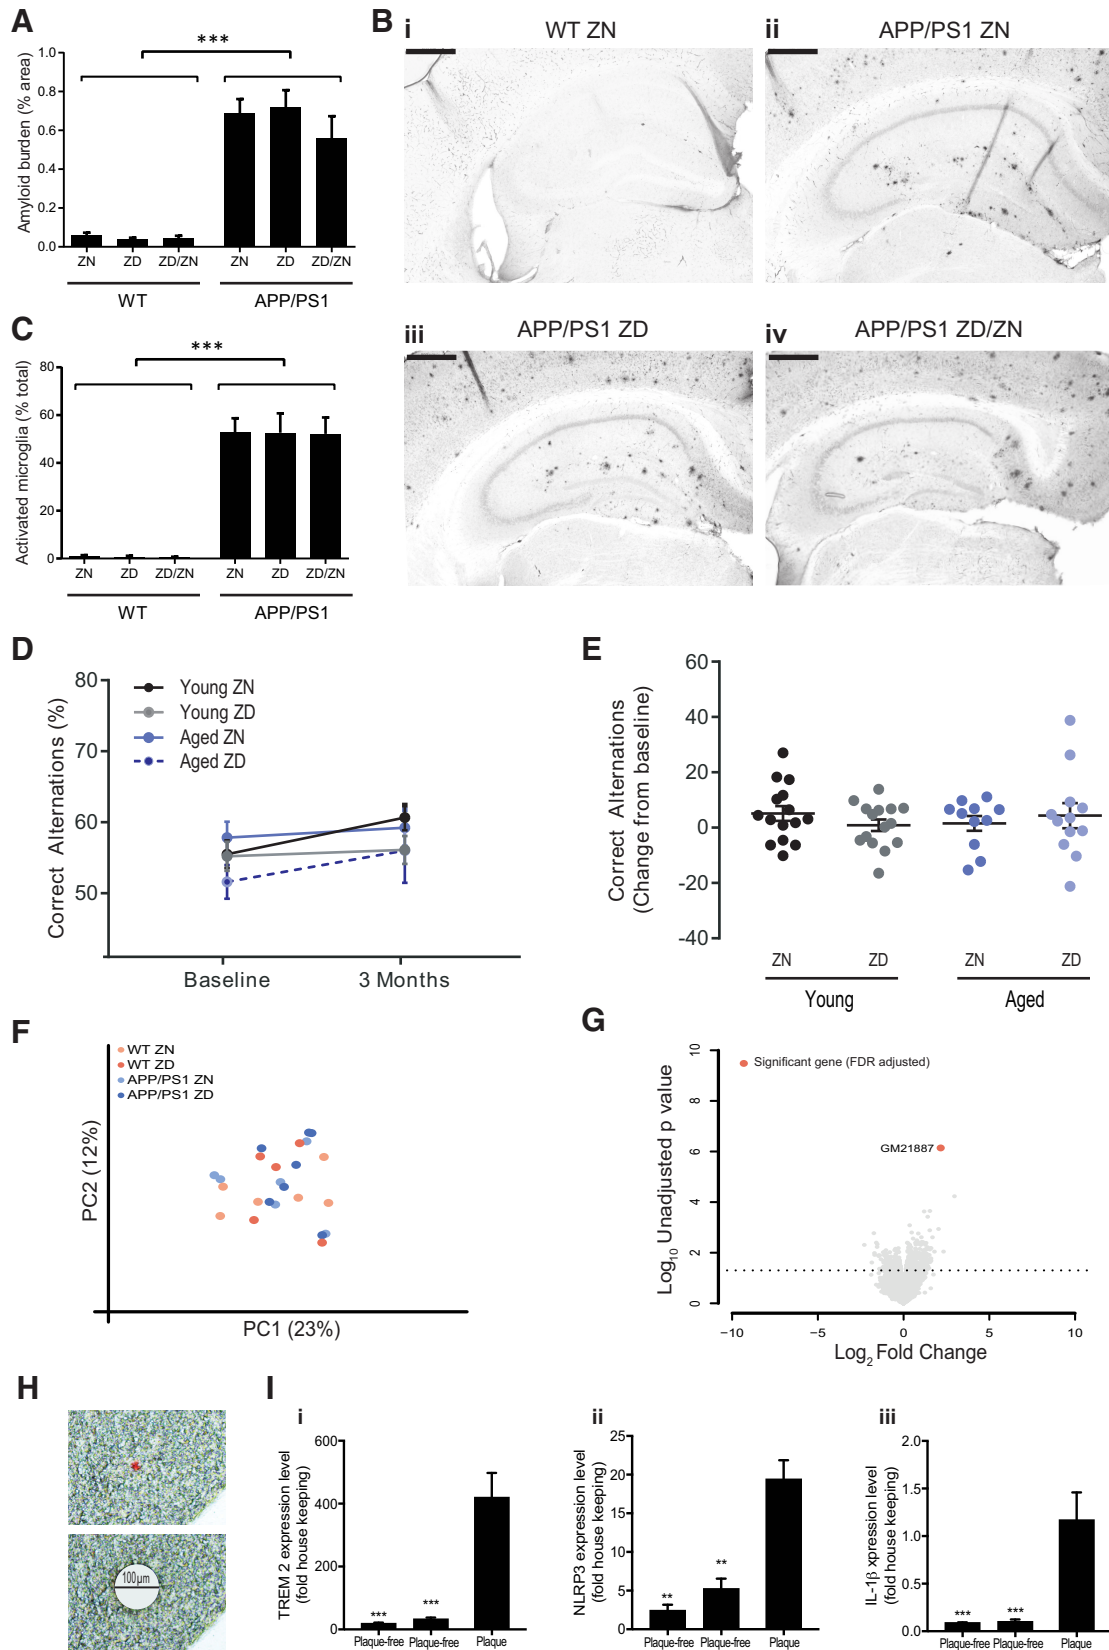 A
***
Amyloid burden (% area)
1.0
0.8
0.6
0.4
0.2
0.0
ZN ZD ZD/ZN ZN ZD ZD/ZN
WT APP/PS1
B
i WT ZN
ii APP/PS1 ZN
iii APP/PS1 ZD
iv APP/PS1 ZD/ZN
C
***
Activated microglia (% total)
80
60
40
20
0
ZN ZD ZD/ZN ZN ZD ZD/ZN
WT APP/PS1
D
Correct Alternations (%)
80
70
60
50
Young ZN
Young ZD
Aged ZN
Aged ZD
Baseline 3 Months
E
Correct Alternations
(Change from baseline)
60
40
20
0
-20
-40
ZN ZD ZN ZD
Young Aged
F
WT ZN
WT ZD
APP/PS1 ZN
APP/PS1 ZD
PC2 (12%)
PC1 (23%)
G
Log10 Unadjusted p value
10
8
6
4
2
0
Significant gene (FDR adjusted)
GM21887
−10 −5 0 5 10
Log2 Fold Change
H
100µm
I
i
TREM 2 expression level
(fold house keeping)
600
400
200
0
*** ***
Plaque-free Plaque-free Plaque
ii
NLRP3 expression level
(fold house keeping)
25
20
15
10
5
0
** **
Plaque-free Plaque-free Plaque
iii
IL-1β xpression level
(fold house keeping)
2.0
1.5
1.0
0.5
0.0
*** ***
Plaque-free Plaque-free Plaque